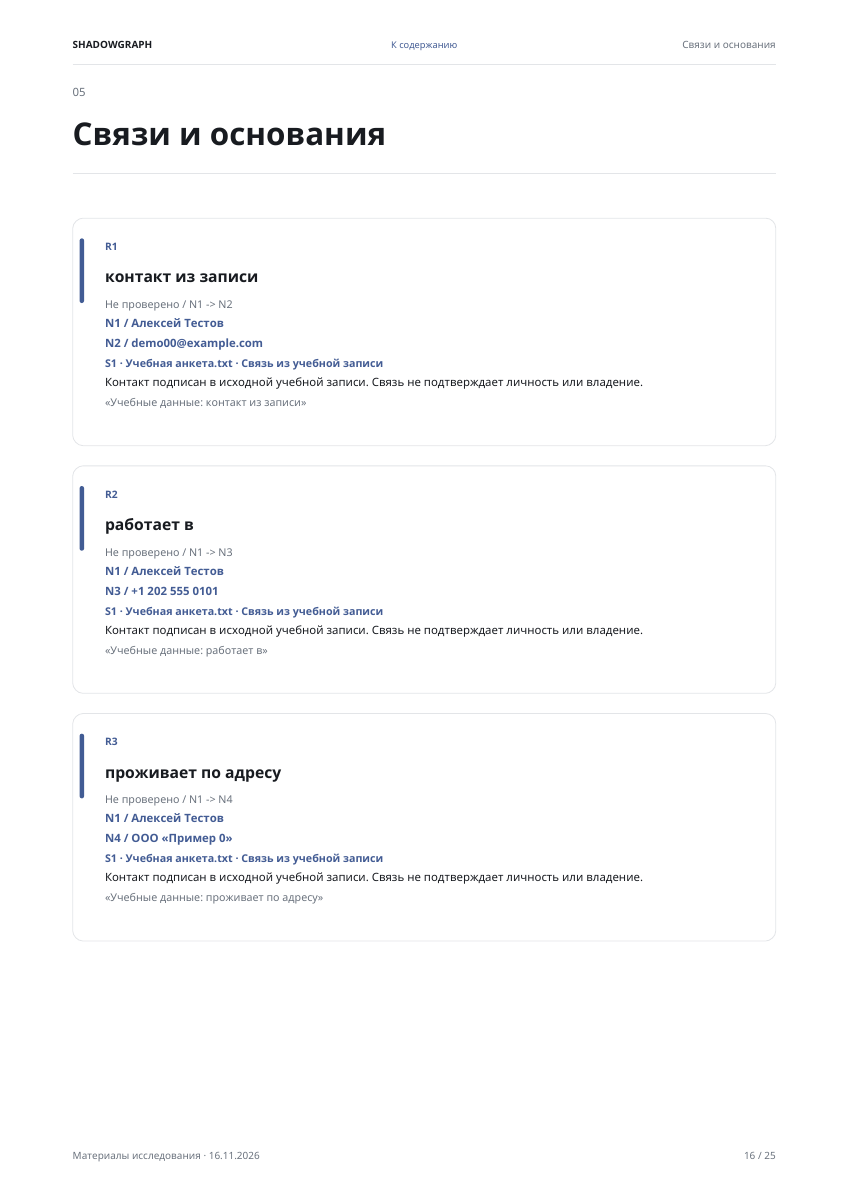 SHADOWGRAPH
К содержанию
Связи и основания
05
Связи и основания
R1
контакт из записи
Не проверено / N1 -> N2
N1 / Алексей Тестов
N2 / demo00@example.com
S1 · Учебная анкета.txt · Связь из учебной записи
Контакт подписан в исходной учебной записи. Связь не подтверждает личность или владение.
«Учебные данные: контакт из записи»
R2
работает в
Не проверено / N1 -> N3
N1 / Алексей Тестов
N3 / +1 202 555 0101
S1 · Учебная анкета.txt · Связь из учебной записи
Контакт подписан в исходной учебной записи. Связь не подтверждает личность или владение.
«Учебные данные: работает в»
R3
проживает по адресу
Не проверено / N1 -> N4
N1 / Алексей Тестов
N4 / ООО «Пример 0»
S1 · Учебная анкета.txt · Связь из учебной записи
Контакт подписан в исходной учебной записи. Связь не подтверждает личность или владение.
«Учебные данные: проживает по адресу»
Материалы исследования · 16.11.2026
16 / 25